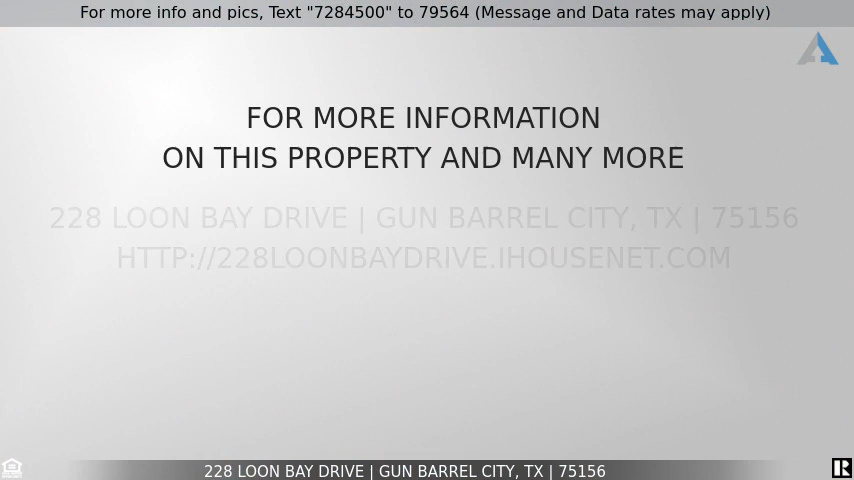 For more info and pics, Text "7284500" to 79564 (Message and Data rates may apply)
FOR MORE INFORMATION
ON THIS PROPERTY AND MANY MORE
228 LOON BAY DRIVE | GUN BARREL CITY, TX | 75156
HTTP://228LOONBAYDRIVE.IHOUSENET.COM
228 LOON BAY DRIVE | GUN BARREL CITY, TX | 75156